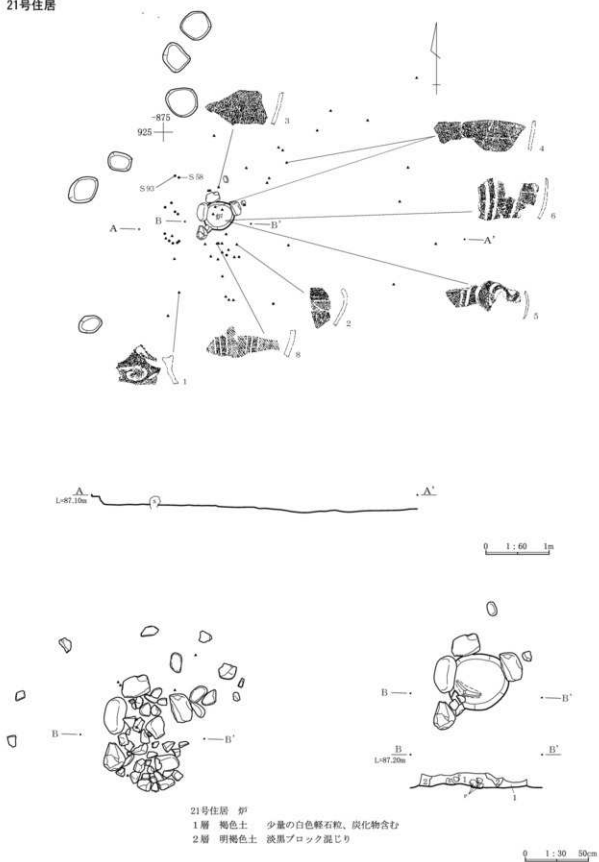 21号住居
-875
925
3
4
S 93
S 58
6
炉
A
B
B'
A'
5
2
8
1
A
A'
L=87.10m
S
0 1:60 1m
B
B'
B
B'
B
B'
L=87.20m
2
1
P
1
21号住居 炉
1層 褐色土 少量の白色軽石粒、炭化物含む
2層 明褐色土 淡黒ブロック混じり
0 1:30 50cm